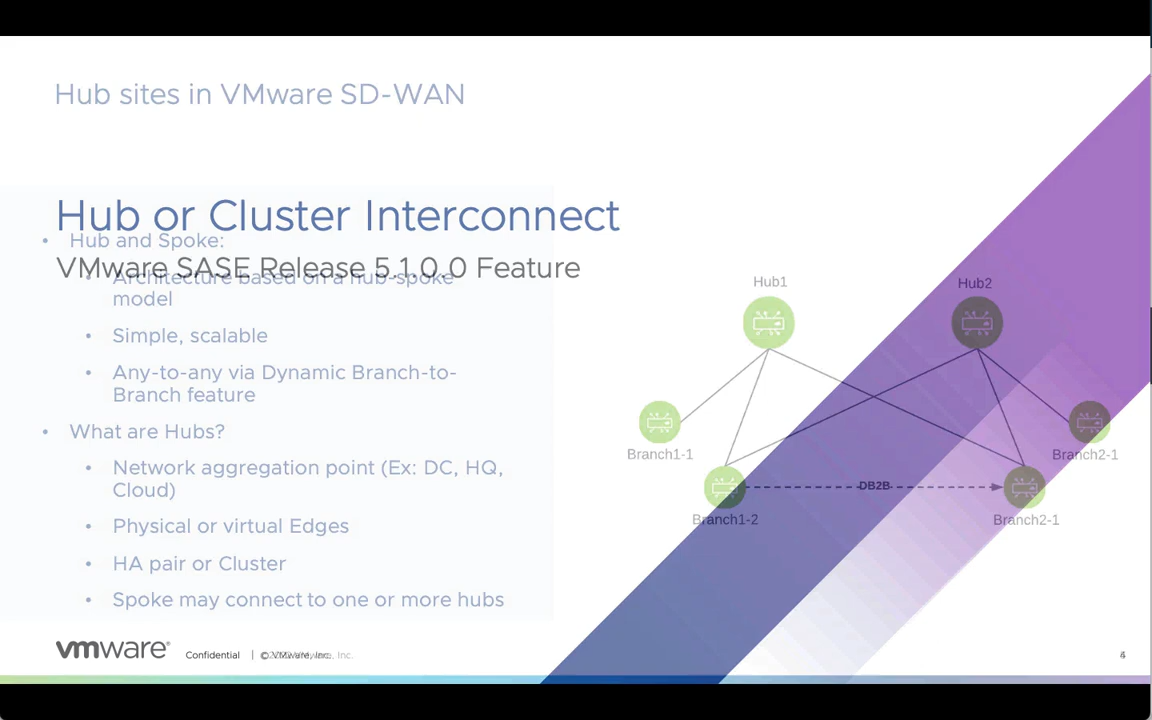 Hub sites in VMware SD-WAN
Hub or Cluster Interconnect
• Hub and Spoke:
VMware SASE Release 5.1.0.0 Feature
• Architecture based on a hub-spoke
model
• Simple, scalable
• Any-to-any via Dynamic Branch-to-
Branch feature
• What are Hubs?
• Network aggregation point (Ex: DC, HQ,
Cloud)
• Physical or virtual Edges
• HA pair or Cluster
• Spoke may connect to one or more hubs
Hub1
Hub2
Branch1-1
Branch2-1
DB2B
Branch1-2
Branch2-1
vmware®
Confidential | © VMware, Inc.